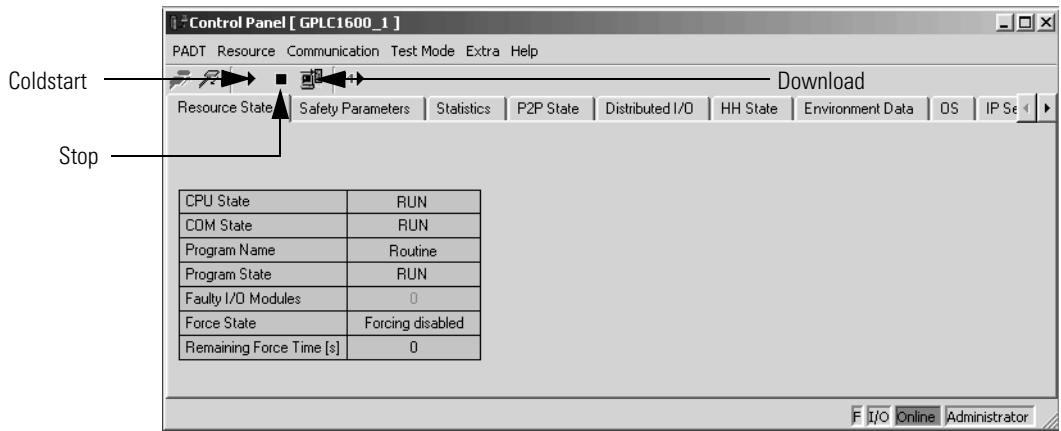 Control Panel [ GPLC1600_1 ]
PADT Resource Communication Test Mode Extra Help
Coldstart
Download
Resource State Safety Parameters Statistics P2P State Distributed I/O HH State Environment Data OS IP Se
Stop
CPU State RUN
COM State RUN
Program Name Routine
Program State RUN
Faulty I/O Modules 0
Force State Forcing disabled
Remaining Force Time [s] 0
F I/O Online Administrator